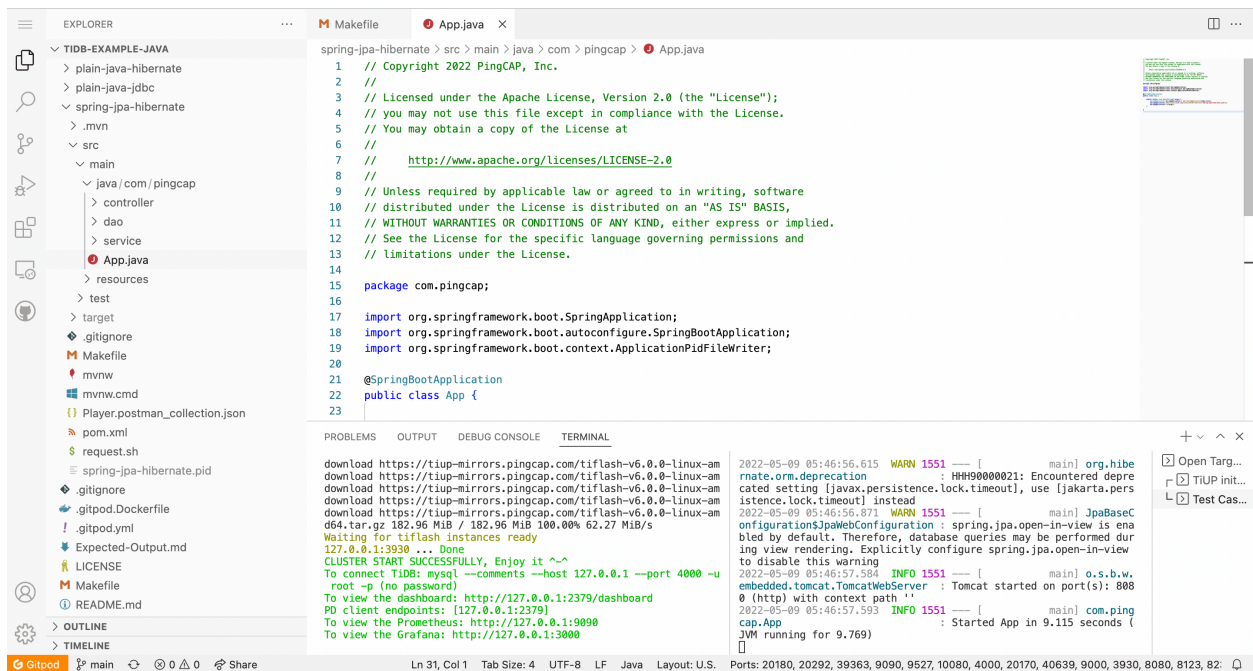 EXPLORER
TIDB-EXAMPLE-JAVA
plain-java-hibernate
plain-java-jdbc
spring-jpa-hibernate
.mvn
src
main
java/com/pingcap
controller
dao
service
App.java
resources
test
target
.gitignore
Makefile
mvnw
mvnw.cmd
Player.postman_collection.json
pom.xml
request.sh
spring-jpa-hibernate.pid
.gitignore
.gitpod.Dockerfile
.gitpod.yml
Expected-Output.md
LICENSE
Makefile
README.md
OUTLINE
TIMELINE
Makefile App.java
spring-jpa-hibernate > src > main > java > com > pingcap > App.java
1 // Copyright 2022 PingCAP, Inc.
2 //
3 // Licensed under the Apache License, Version 2.0 (the "License");
4 // you may not use this file except in compliance with the License.
5 // You may obtain a copy of the License at
6 //
7 //     http://www.apache.org/licenses/LICENSE-2.0
8 //
9 // Unless required by applicable law or agreed to in writing, software
10 // distributed under the License is distributed on an "AS IS" BASIS,
11 // WITHOUT WARRANTIES OR CONDITIONS OF ANY KIND, either express or implied.
12 // See the License for the specific language governing permissions and
13 // limitations under the License.
14
15 package com.pingcap;
16
17 import org.springframework.boot.SpringApplication;
18 import org.springframework.boot.autoconfigure.SpringBootApplication;
19 import org.springframework.boot.context.ApplicationPidFileWriter;
20
21 @SpringBootApplication
22 public class App {
23
PROBLEMS OUTPUT DEBUG CONSOLE TERMINAL
download https://tiup-mirrors.pingcap.com/tiflash-v6.0.0-linux-am
download https://tiup-mirrors.pingcap.com/tiflash-v6.0.0-linux-am
download https://tiup-mirrors.pingcap.com/tiflash-v6.0.0-linux-am
download https://tiup-mirrors.pingcap.com/tiflash-v6.0.0-linux-am
download https://tiup-mirrors.pingcap.com/tiflash-v6.0.0-linux-am
d64.tar.gz 182.96 MiB / 182.96 MiB 100.00% 62.27 MiB/s
Waiting for tiflash instances ready
127.0.0.1:3930 ... Done
CLUSTER START SUCCESSFULLY, Enjoy it ^-^
To connect TiDB: mysql --comments --host 127.0.0.1 --port 4000 -u
root -p (no password)
To view the dashboard: http://127.0.0.1:2379/dashboard
PD client endpoints: [127.0.0.1:2379]
To view the Prometheus: http://127.0.0.1:9090
To view the Grafana: http://127.0.0.1:3000
2022-05-09 05:46:56.615 WARN 1551 --- [ main] org.hibe
rnate.orm.deprecation : HHH90000021: Encountered depre
cated setting [javax.persistence.lock.timeout], use [jakarta.pers
istence.lock.timeout] instead
2022-05-09 05:46:56.871 WARN 1551 --- [ main] JpaBaseC
onfiguration$JpaWebConfiguration : spring.jpa.open-in-view is ena
bled by default. Therefore, database queries may be performed dur
ing view rendering. Explicitly configure spring.jpa.open-in-view
to disable this warning
2022-05-09 05:46:57.584 INFO 1551 --- [ main] o.s.b.w.
embedded.tomcat.TomcatWebServer : Tomcat started on port(s): 808
0 (http) with context path ''
2022-05-09 05:46:57.593 INFO 1551 --- [ main] com.ping
cap.App : Started App in 9.115 seconds (
JVM running for 9.769)
Open Targ...
TiUP init...
Test Cas...
Gitpod main 0 0 Share Ln 31, Col 1 Tab Size: 4 UTF-8 LF Java Layout: U.S. Ports: 20180, 20292, 39363, 9090, 9527, 10080, 4000, 20170, 40639, 9000, 3930, 8080, 8123, 82